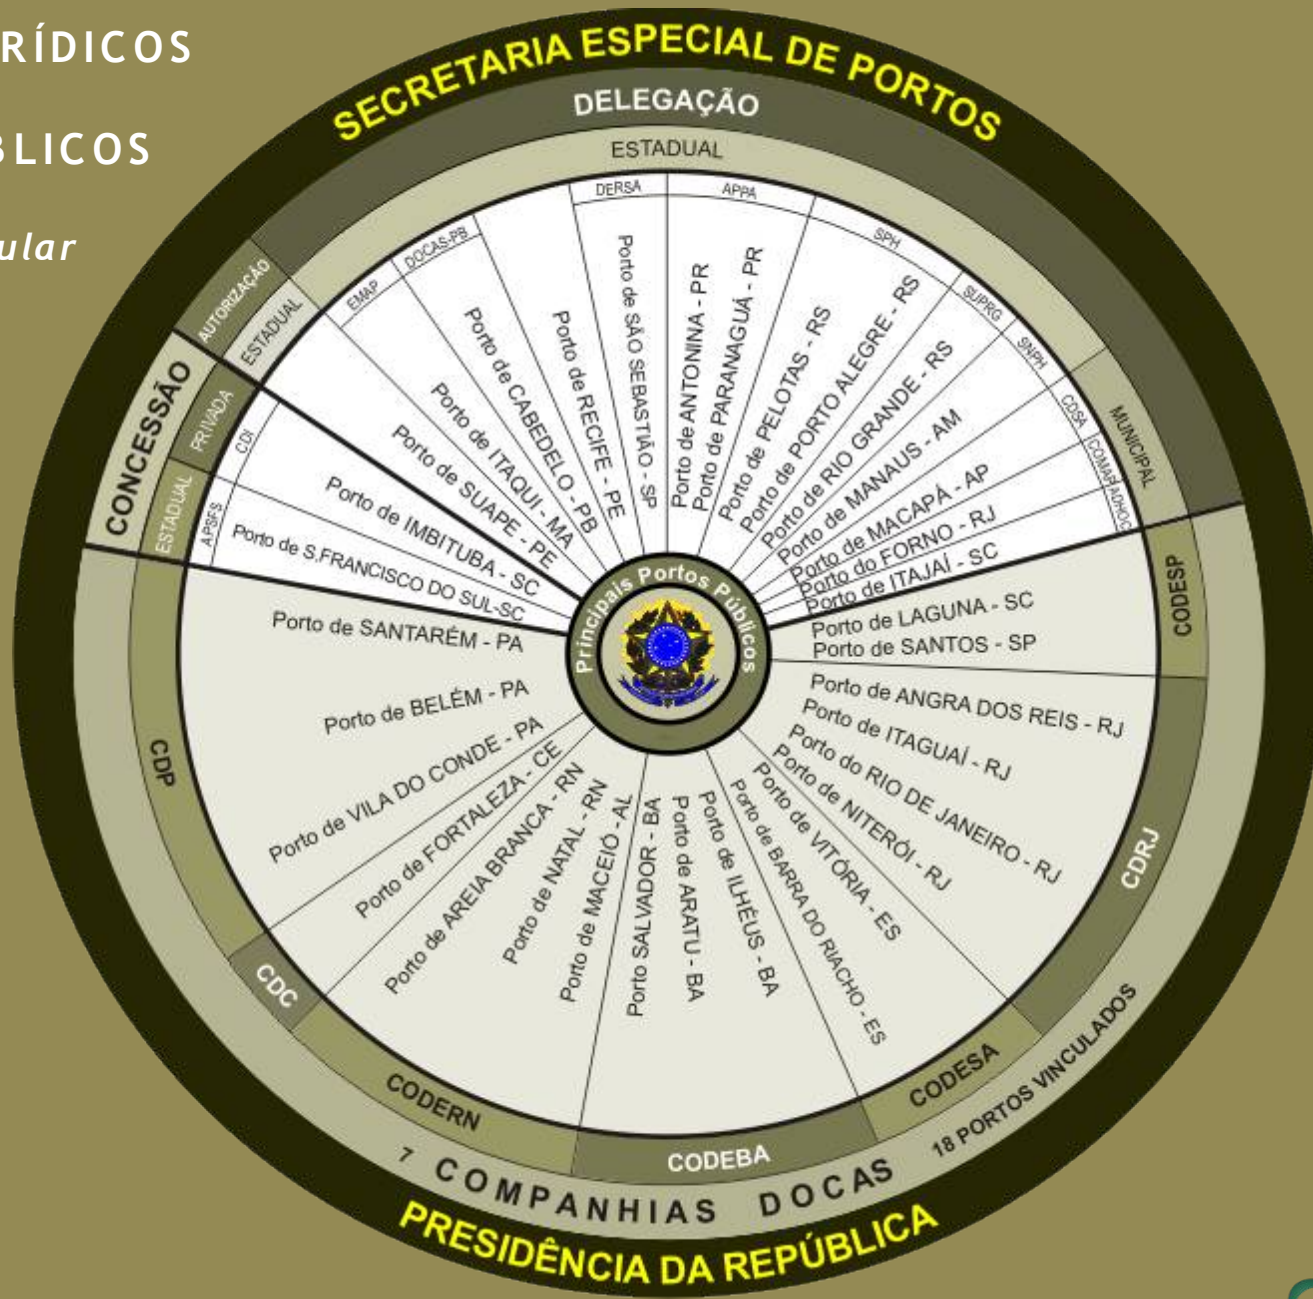 RÍDICOS
BLICOS
ular
SECRETARIA ESPECIAL DE PORTOS
DELEGAÇÃO
ESTADUAL
DERSA
APPA
SPH
SUPRG
SNPH
CDSA
COMAP
ADHOC
MUNICIPAL
DOCAS-PB
EMAP
AUTORIZAÇÃO
ESTADUAL
CONCESSÃO
PRIVADA
CDI
ESTADUAL
APSFS
Porto de S.FRANCISCO DO SUL-SC
Porto de IMBITUBA - SC
Porto de SUAPE - PE
Porto de ITAQUI - MA
Porto de CABEDELO - PB
Porto de RECIFE - PE
Porto de SÃO SEBASTIÃO - SP
Porto de ANTONINA - PR
Porto de PARANAGUÁ - PR
Porto de PELOTAS - RS
Porto de PORTO ALEGRE - RS
Porto de RIO GRANDE - RS
Porto de MANAUS - AM
Porto de MACAPÁ - AP
Porto do FORNO - RJ
Porto de ITAJAÍ - SC
Porto de LAGUNA - SC
Porto de SANTOS - SP
CODESP
Porto de ANGRA DOS REIS - RJ
Porto de ITAGUAÍ - RJ
Porto do RIO DE JANEIRO - RJ
Porto de NITERÓI - RJ
CDRJ
Porto de VITÓRIA - ES
Porto de BARRA DO RIACHO - ES
CODESA
Porto de ILHÉUS - BA
Porto de ARATU - BA
Porto SALVADOR - BA
CODEBA
Porto de MACEIÓ - AL
Porto de NATAL - RN
Porto de AREIA BRANCA - RN
CODERN
Porto de FORTALEZA - CE
CDC
Porto de VILA DO CONDE - PA
Porto de BELÉM - PA
Porto de SANTARÉM - PA
CDP
Principais Portos Públicos
7 COMPANHIAS DOCAS 18 PORTOS VINCULADOS
PRESIDÊNCIA DA REPÚBLICA